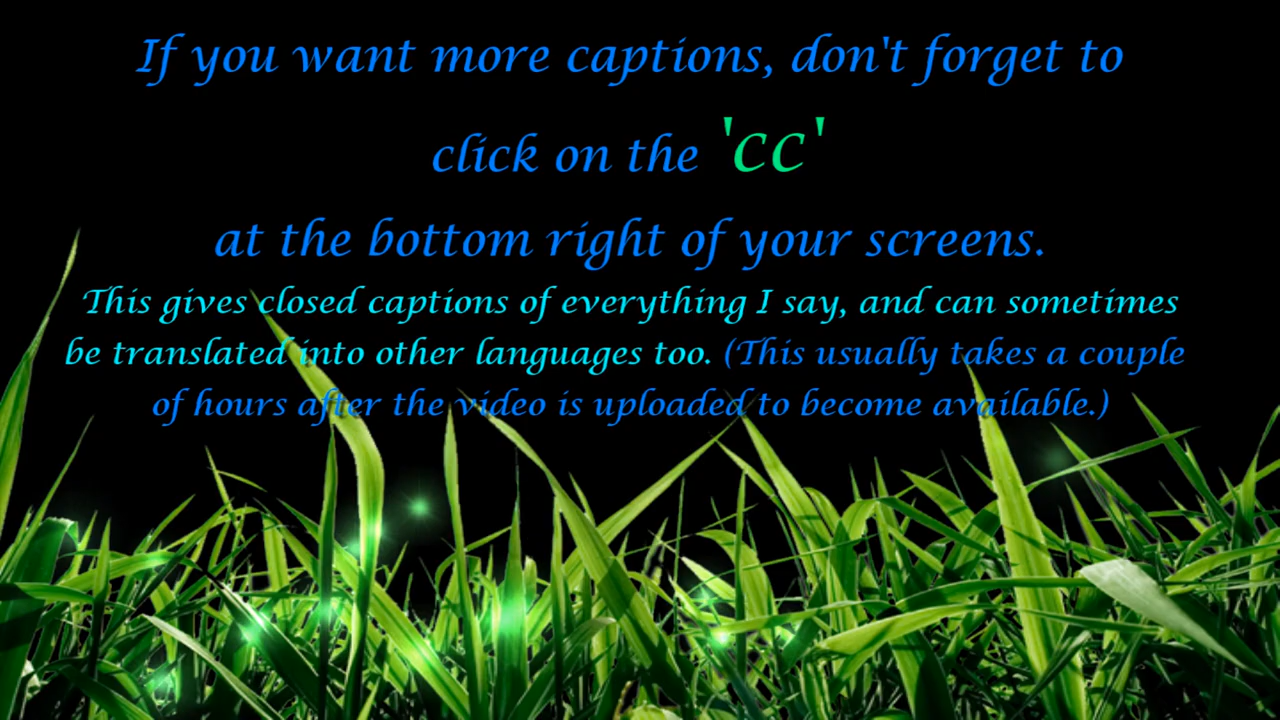 If you want more captions, don't forget to
click on the 'cc'
at the bottom right of your screens.
This gives closed captions of everything I say, and can sometimes
be translated into other languages too. (This usually takes a couple
of hours after the video is uploaded to become available.)